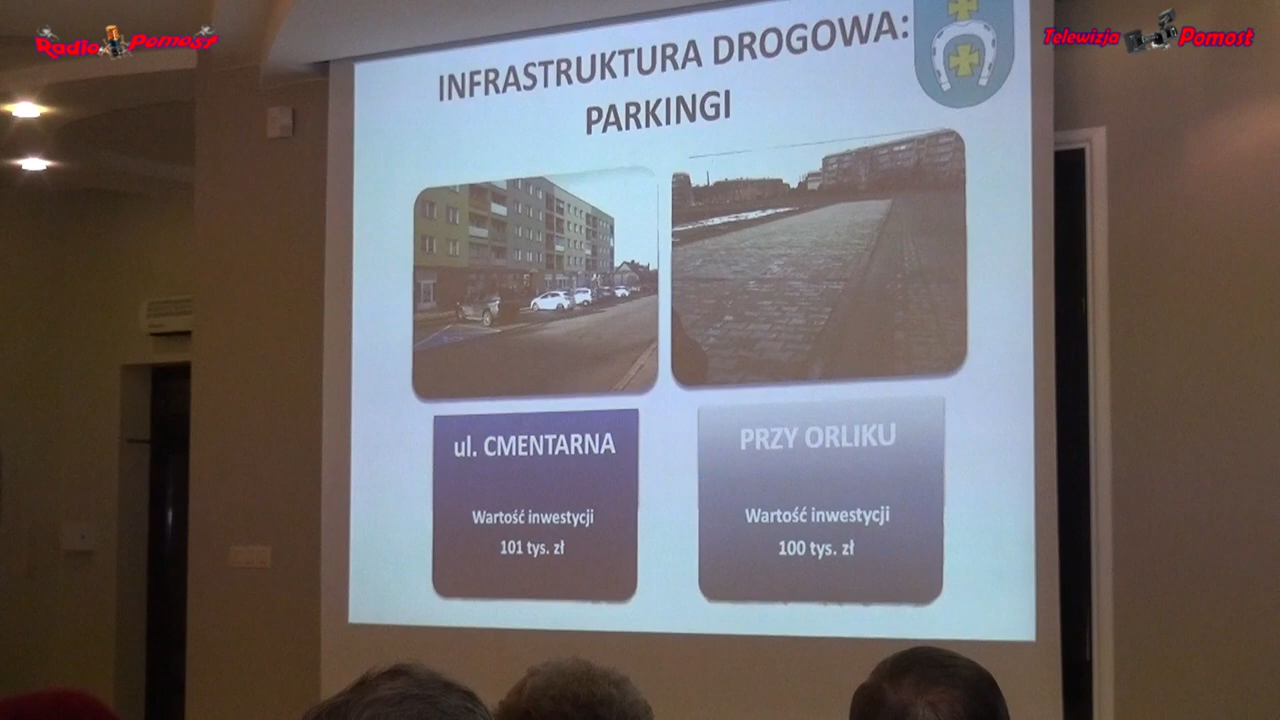 Radio Pomost
Telewizja Pomost
INFRASTRUKTURA DROGOWA:
PARKINGI
ul. CMENTARNA
Wartość inwestycji
101 tys. zł
PRZY ORLIKU
Wartość inwestycji
100 tys. zł